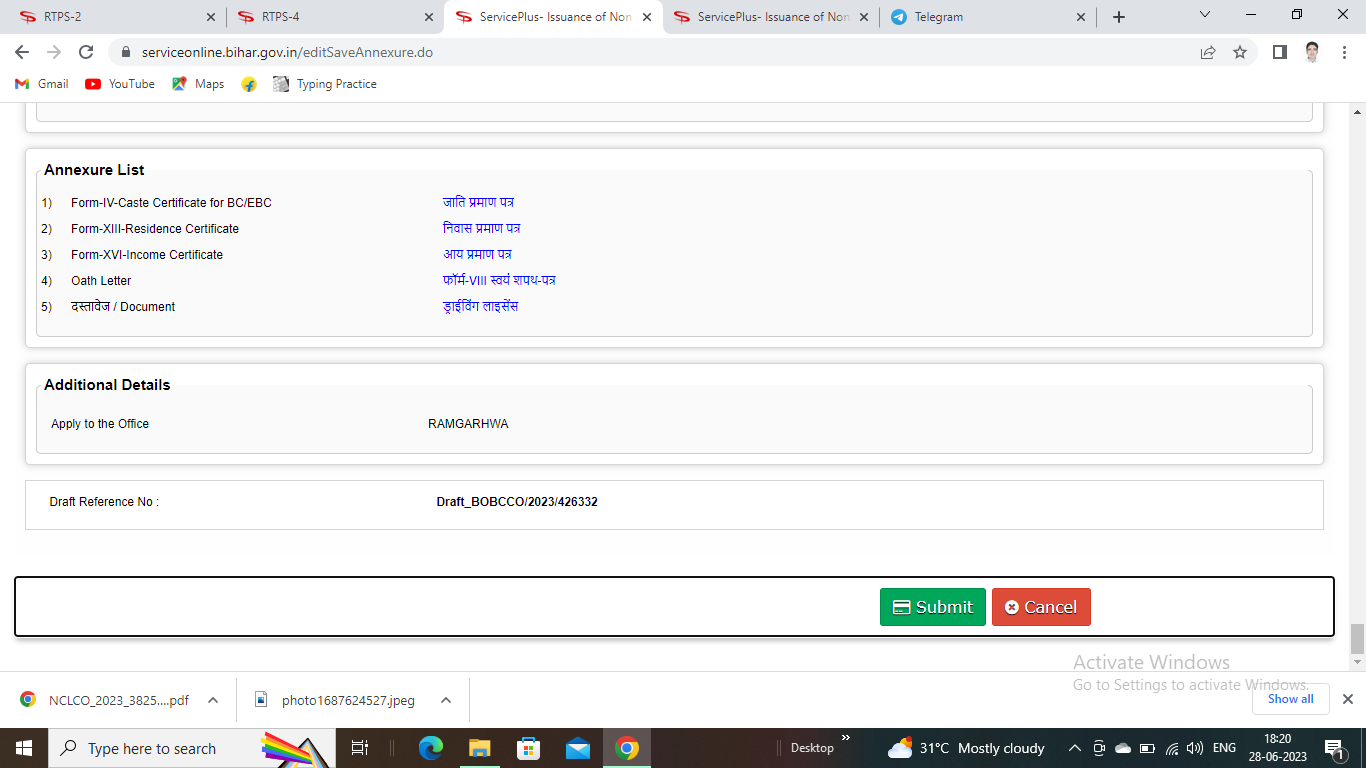 RTPS-2
RTPS-4
ServicePlus- Issuance of Non
ServicePlus- Issuance of Non
Telegram
serviceonline.bihar.gov.in/editSaveAnnexure.do
Gmail YouTube Maps Typing Practice
Annexure List
1) Form-IV-Caste Certificate for BC/EBC जाति प्रमाण पत्र
2) Form-XIII-Residence Certificate निवास प्रमाण पत्र
3) Form-XVI-Income Certificate आय प्रमाण पत्र
4) Oath Letter फॉर्म-VIII स्वयं शपथ-पत्र
5) दस्तावेज / Document ड्राईविंग लाइसेंस
Additional Details
Apply to the Office RAMGARHWA
Draft Reference No : Draft_BOBCCO/2023/426332
Submit Cancel
Activate Windows
Go to Settings to activate Windows.
NCLCO_2023_3825....pdf photo1687624527.jpeg Show all
Type here to search Desktop 31°C Mostly cloudy ENG 18:20
28-06-2023 1